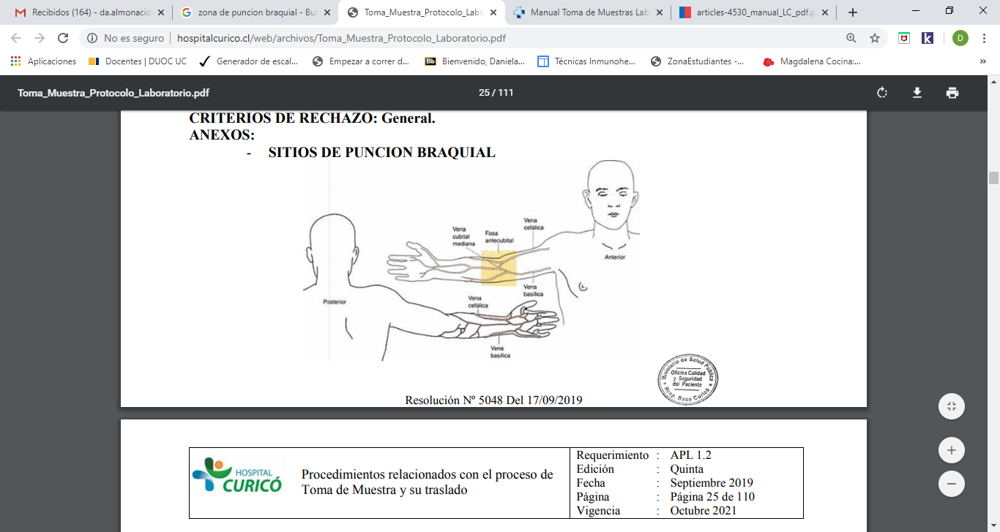 Recibidos (164) - da.almonacid
zona de puncion braquial - Bus
Toma_Muestra_Protocolo_Labo
Manual Toma de Muestras Lab
articles-4530_manual_LC_pdf.p
No es seguro
hospitalcurico.cl/web/archivos/Toma_Muestra_Protocolo_Laboratorio.pdf
D
Aplicaciones
Docentes | DUOC UC
Generador de escal...
Empezar a correr d...
Bb
Bienvenido, Daniela...
Técnicas Inmunohe...
ZonaEstudiantes -...
Magdalena Cocina:...
»
Toma_Muestra_Protocolo_Laboratorio.pdf
25 / 111
CRITERIOS DE RECHAZO: General.
ANEXOS:
- SITIOS DE PUNCION BRAQUIAL
Vena
cubital
mediana
Fosa
antecubital
Vena
cefálica
Anterior
Vena
basílica
Posterior
Vena
cefálica
Vena
basílica
Ministerio de Salud Pública
Oficina Calidad
y Seguridad
del Paciente
Hosp. Base Curicó
Resolución Nº 5048 Del 17/09/2019
HOSPITAL
CURICÓ
Procedimientos relacionados con el proceso de
Toma de Muestra y su traslado
Requerimiento : APL 1.2
Edición : Quinta
Fecha : Septiembre 2019
Página : Página 25 de 110
Vigencia : Octubre 2021